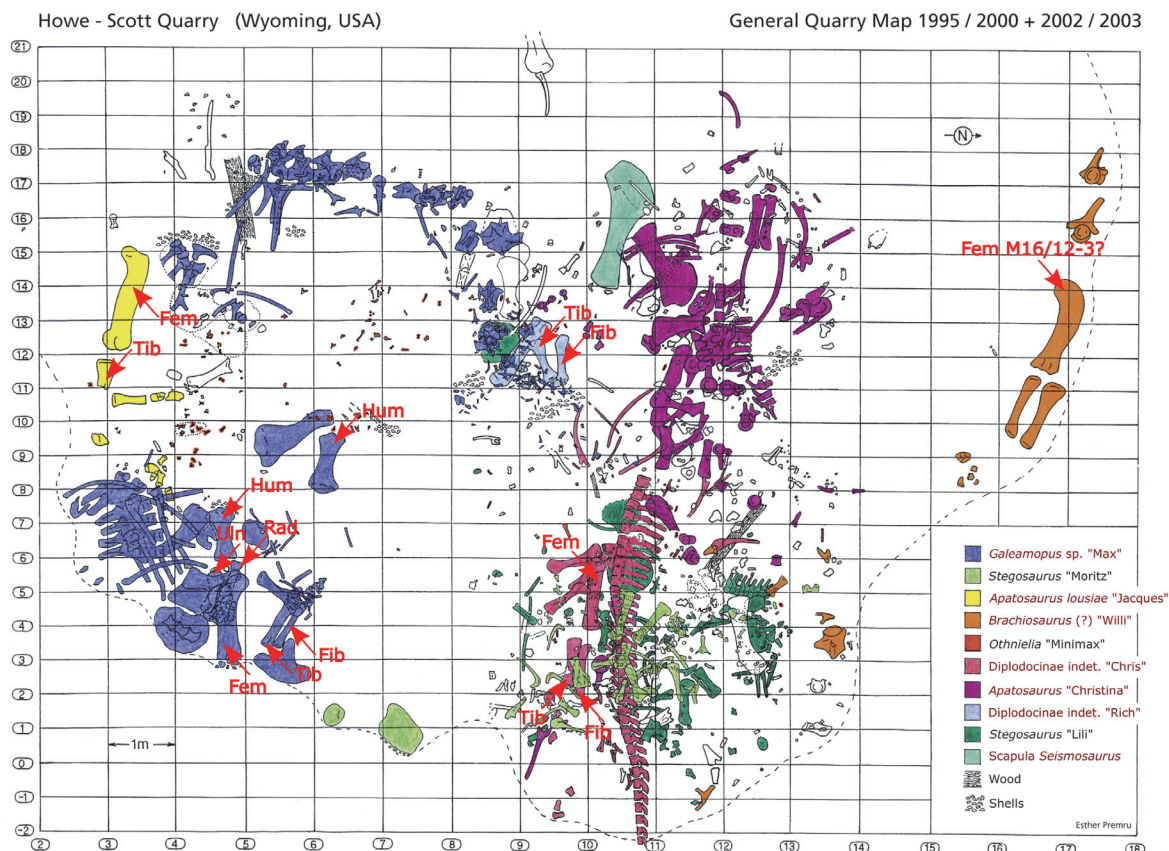 Howe - Scott Quarry (Wyoming, USA)
General Quarry Map 1995 / 2000 + 2002 / 2003
21
20
19
18
17
16
15
14
13
12
11
10
9
8
7
6
5
4
3
2
1
0
-1
-2
N
Fem M16/12-3?
Fem
Tib
Tib
Fib
Hum
Hum
Uln
Rad
Fem
Fib
Tib
Fem
Tib
Fib
1m
Galeamopus sp. "Max"
Stegosaurus "Moritz"
Apatosaurus lousiae "Jacques"
Brachiosaurus (?) "Willi"
Othnielia "Minimax"
Diplodocinae indet. "Chris"
Apatosaurus "Christina"
Diplodocinae indet. "Rich"
Stegosaurus "Lili"
Scapula Seismosaurus
Wood
Shells
Esther Premru
2 3 4 5 6 7 8 9 10 11 12 13 14 15 16 17 18